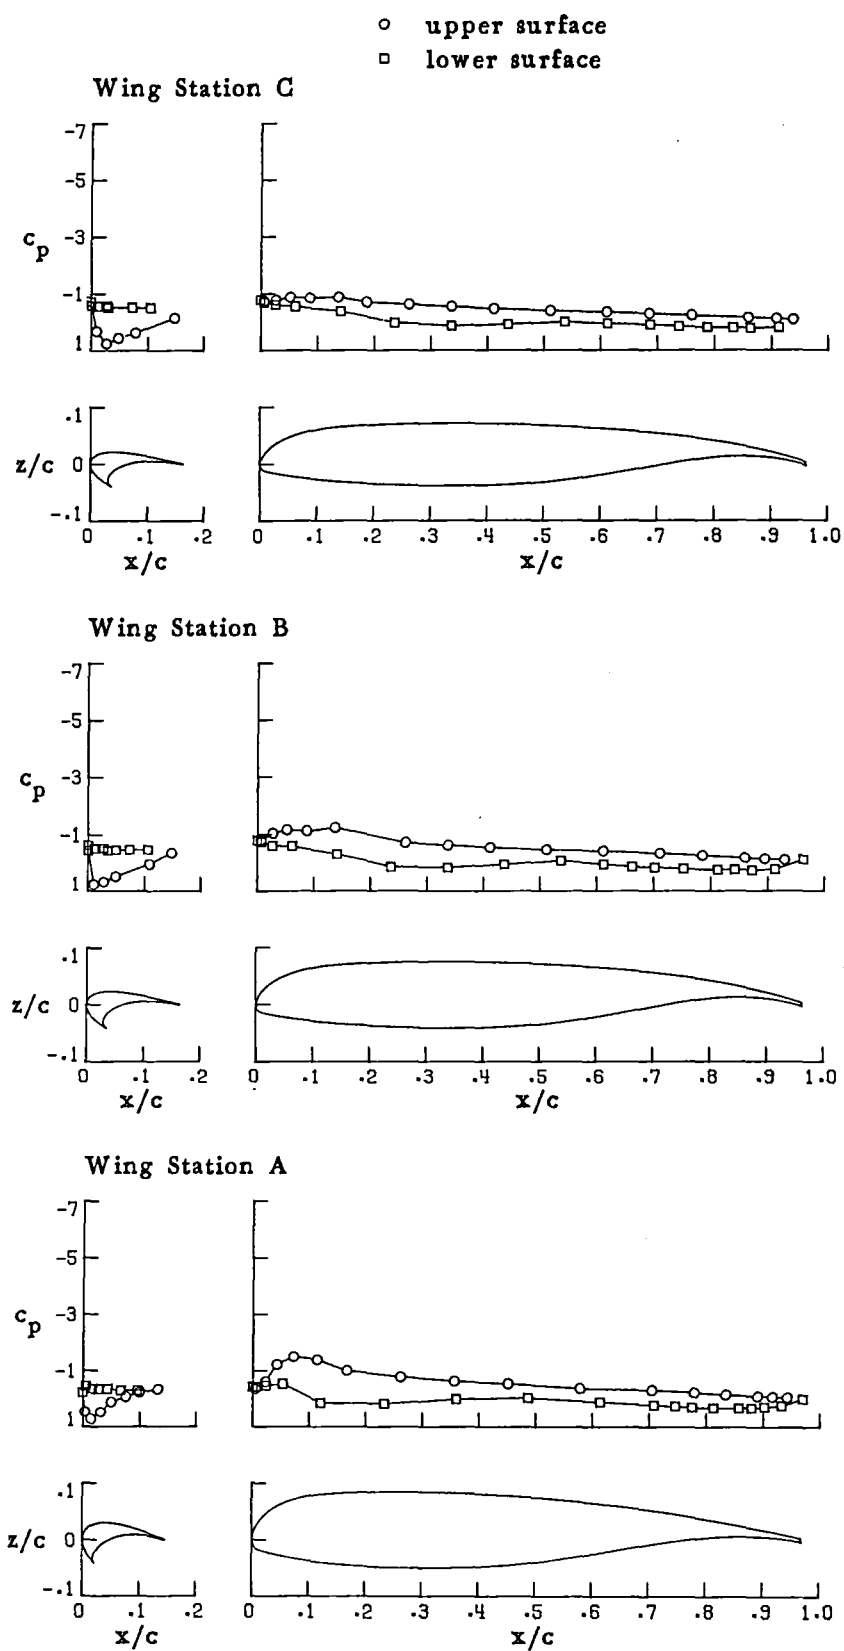 upper surface
lower surface
Wing Station C
-7
-5
-3
-1
1
c_p
.1
0
-.1
z/c
0 .1 .2
x/c
0 .1 .2 .3 .4 .5 .6 .7 .8 .9 1.0
x/c
Wing Station B
-7
-5
-3
-1
1
c_p
.1
0
-.1
z/c
0 .1 .2
x/c
0 .1 .2 .3 .4 .5 .6 .7 .8 .9 1.0
x/c
Wing Station A
-7
-5
-3
-1
1
c_p
.1
0
-.1
z/c
0 .1 .2
x/c
0 .1 .2 .3 .4 .5 .6 .7 .8 .9 1.0
x/c